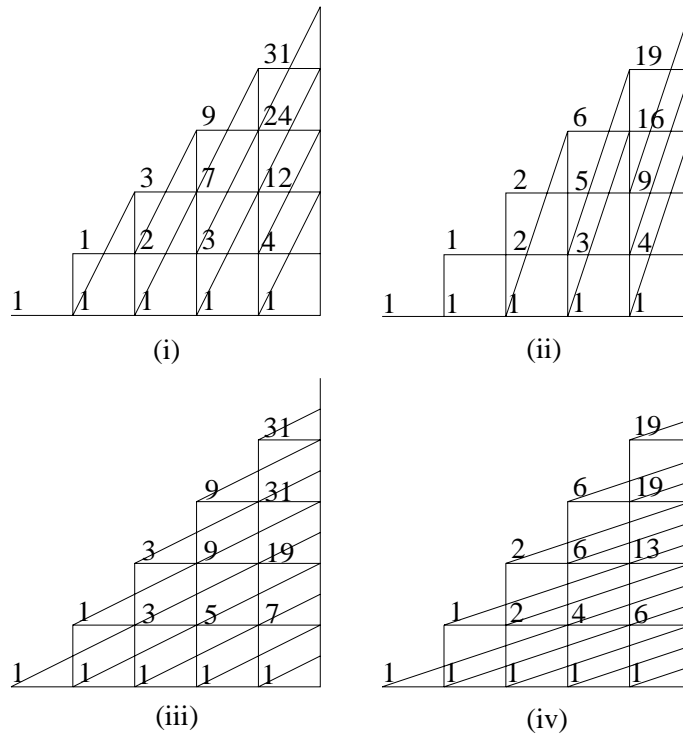 31 19
9 24 6 16
3 7 12 2 5 9
1 2 3 4 1 2 3 4
1 1 1 1 1 1 1 1 1 1
(i) (ii)
31 19
9 31 6 19
3 9 19 2 6 13
1 3 5 7 1 2 4 6
1 1 1 1 1 1 1 1 1 1
(iii) (iv)